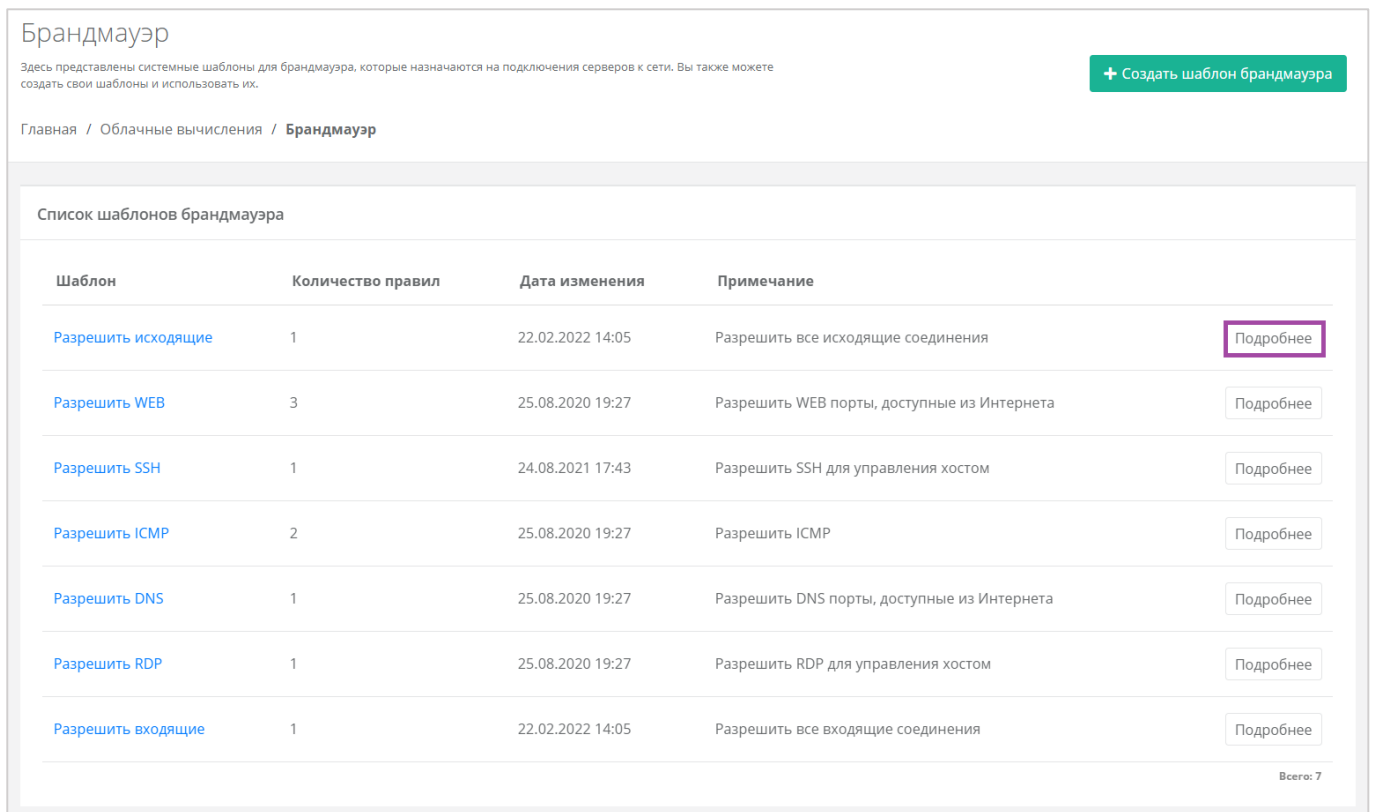 Брандмауэр
Здесь представлены системные шаблоны для брандмауэра, которые назначаются на подключения серверов к сети. Вы также можете
создать свои шаблоны и использовать их.
+ Создать шаблон брандмауэра
Главная / Облачные вычисления / Брандмауэр
Список шаблонов брандмауэра
Шаблон Количество правил Дата изменения Примечание
Разрешить исходящие 1 22.02.2022 14:05 Разрешить все исходящие соединения Подробнее
Разрешить WEB 3 25.08.2020 19:27 Разрешить WEB порты, доступные из Интернета Подробнее
Разрешить SSH 1 24.08.2021 17:43 Разрешить SSH для управления хостом Подробнее
Разрешить ICMP 2 25.08.2020 19:27 Разрешить ICMP Подробнее
Разрешить DNS 1 25.08.2020 19:27 Разрешить DNS порты, доступные из Интернета Подробнее
Разрешить RDP 1 25.08.2020 19:27 Разрешить RDP для управления хостом Подробнее
Разрешить входящие 1 22.02.2022 14:05 Разрешить все входящие соединения Подробнее
Всего: 7